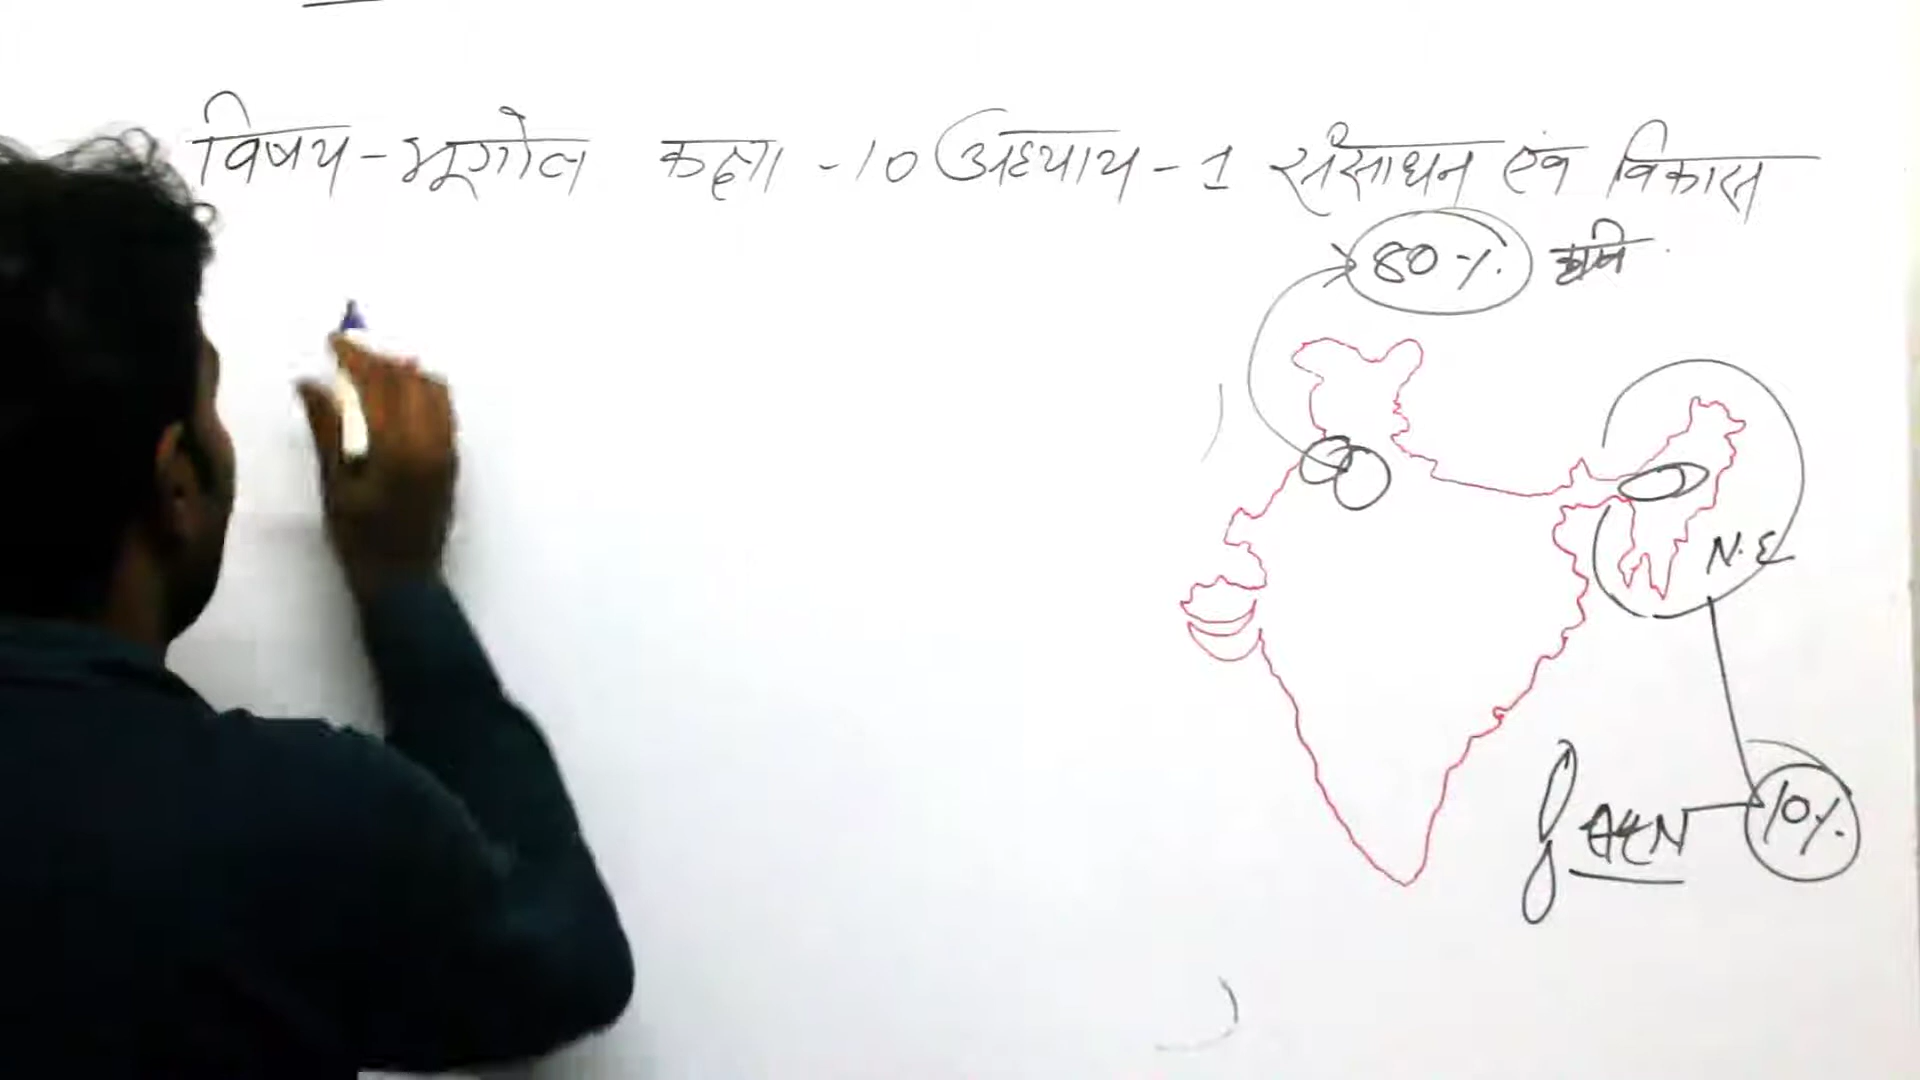 विषय - भूगोल कक्षा - 10 अध्याय - 1 संसाधन एवं विकास
80%.
N.E
10%.